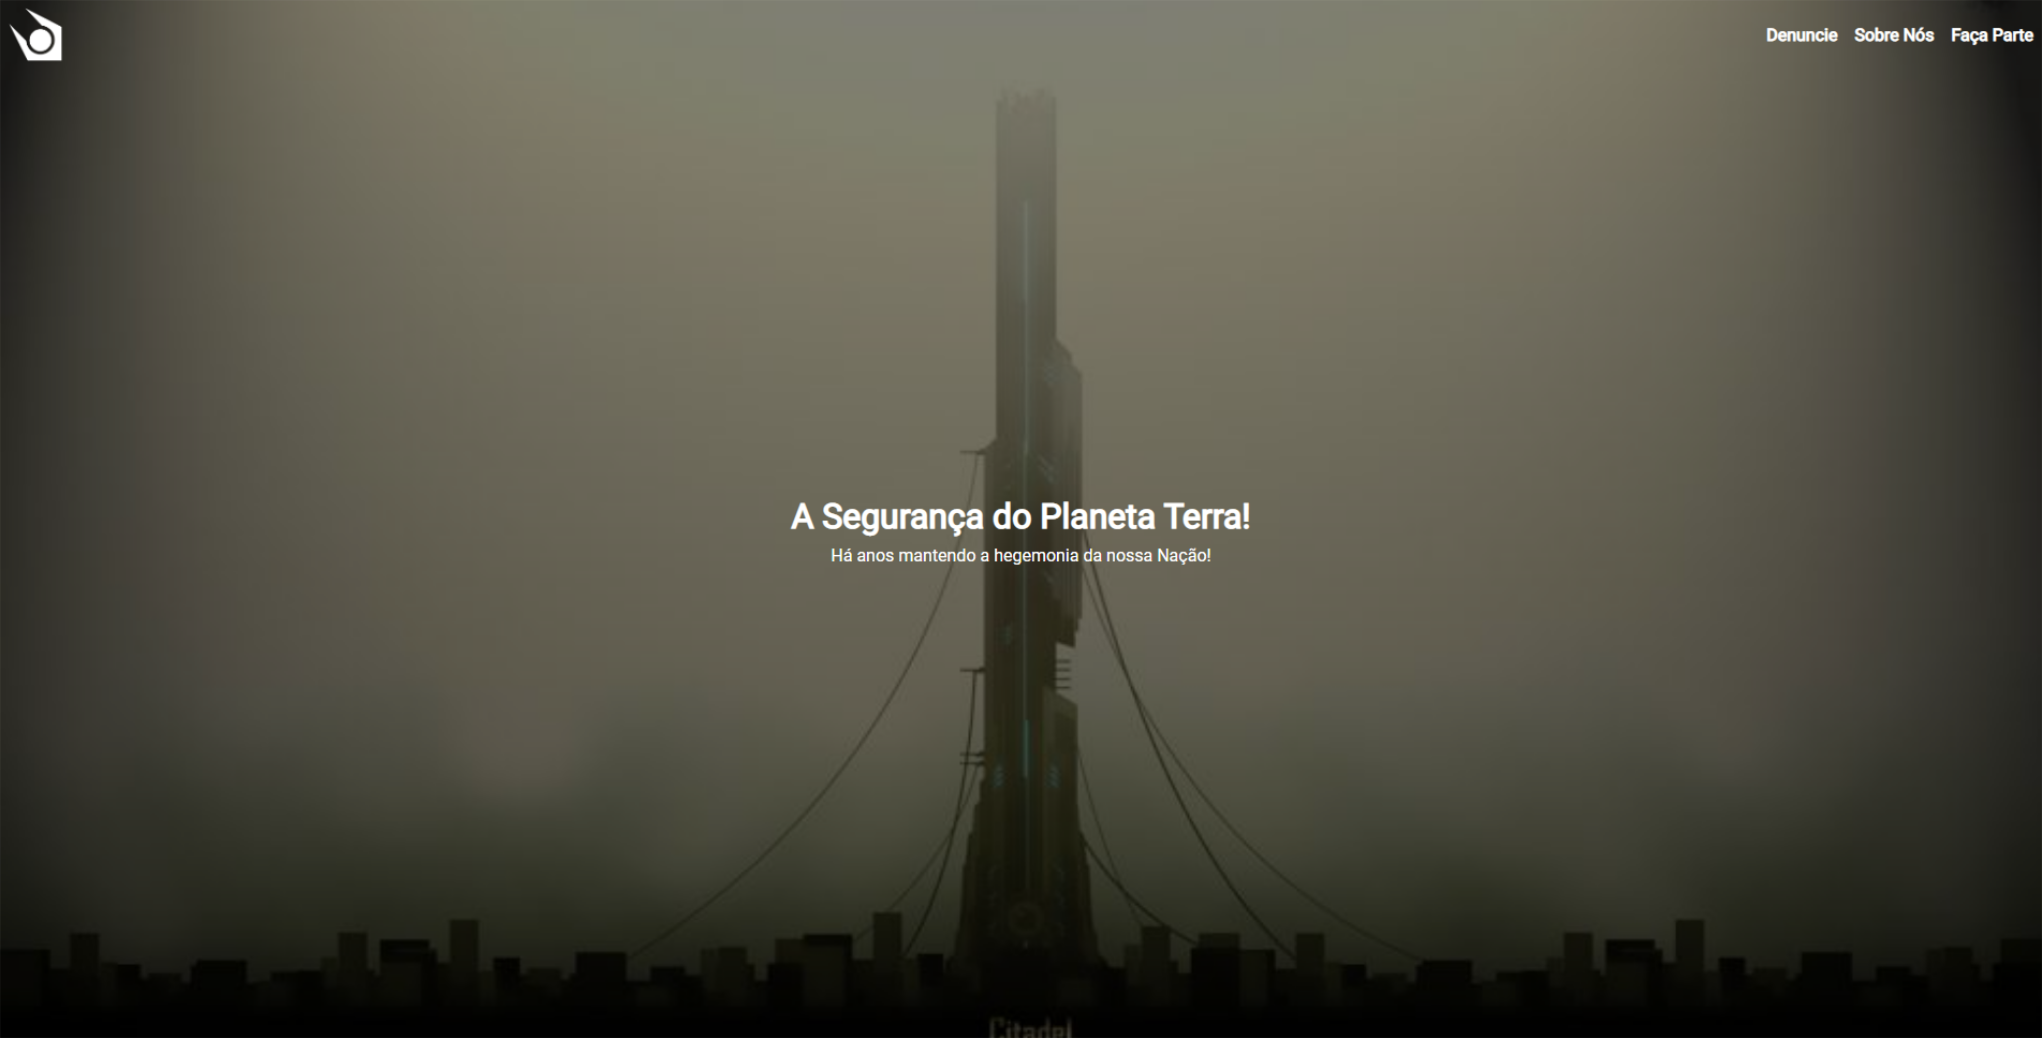 Denuncie Sobre Nós Faça Parte
A Segurança do Planeta Terra!
Há anos mantendo a hegemonia da nossa Nação!
Citadel